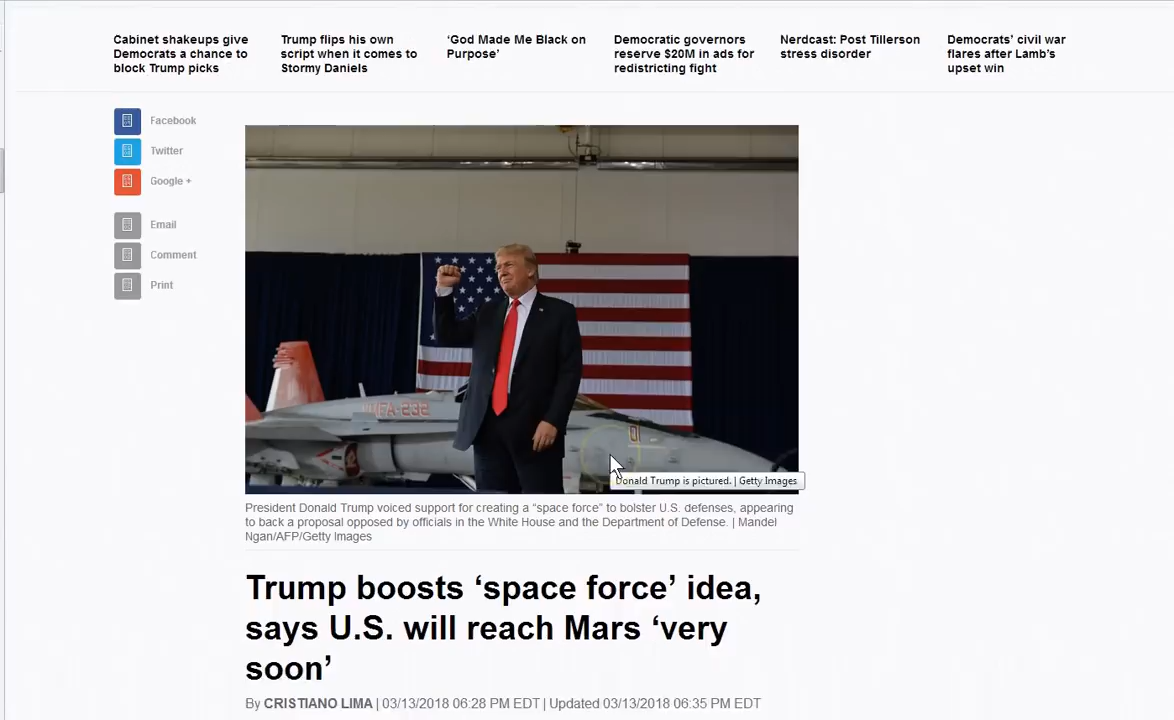 Cabinet shakeups give
Democrats a chance to
block Trump picks
Trump flips his own
script when it comes to
Stormy Daniels
‘God Made Me Black on
Purpose’
Democratic governors
reserve $20M in ads for
redistricting fight
Nerdcast: Post Tillerson
stress disorder
Democrats’ civil war
flares after Lamb’s
upset win
Facebook
Twitter
Google +
Email
Comment
Print
VMFA-232
01
Donald Trump is pictured. | Getty Images
President Donald Trump voiced support for creating a “space force” to bolster U.S. defenses, appearing
to back a proposal opposed by officials in the White House and the Department of Defense. | Mandel
Ngan/AFP/Getty Images
Trump boosts ‘space force’ idea,
says U.S. will reach Mars ‘very
soon’
By CRISTIANO LIMA | 03/13/2018 06:28 PM EDT | Updated 03/13/2018 06:35 PM EDT